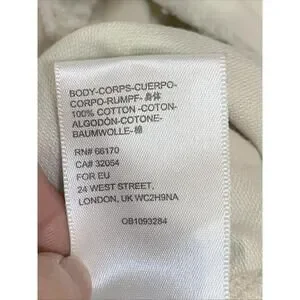 BODY-CORPS-CUERPO-
CORPO-RUMPF-身体
100% COTTON -COTON-
ALGODÓN-COTONE-
BAUMWOLLE-棉
RN# 66170
CA# 32054
FOR EU
24 WEST STREET,
LONDON, UK WC2H9NA
OB1093284